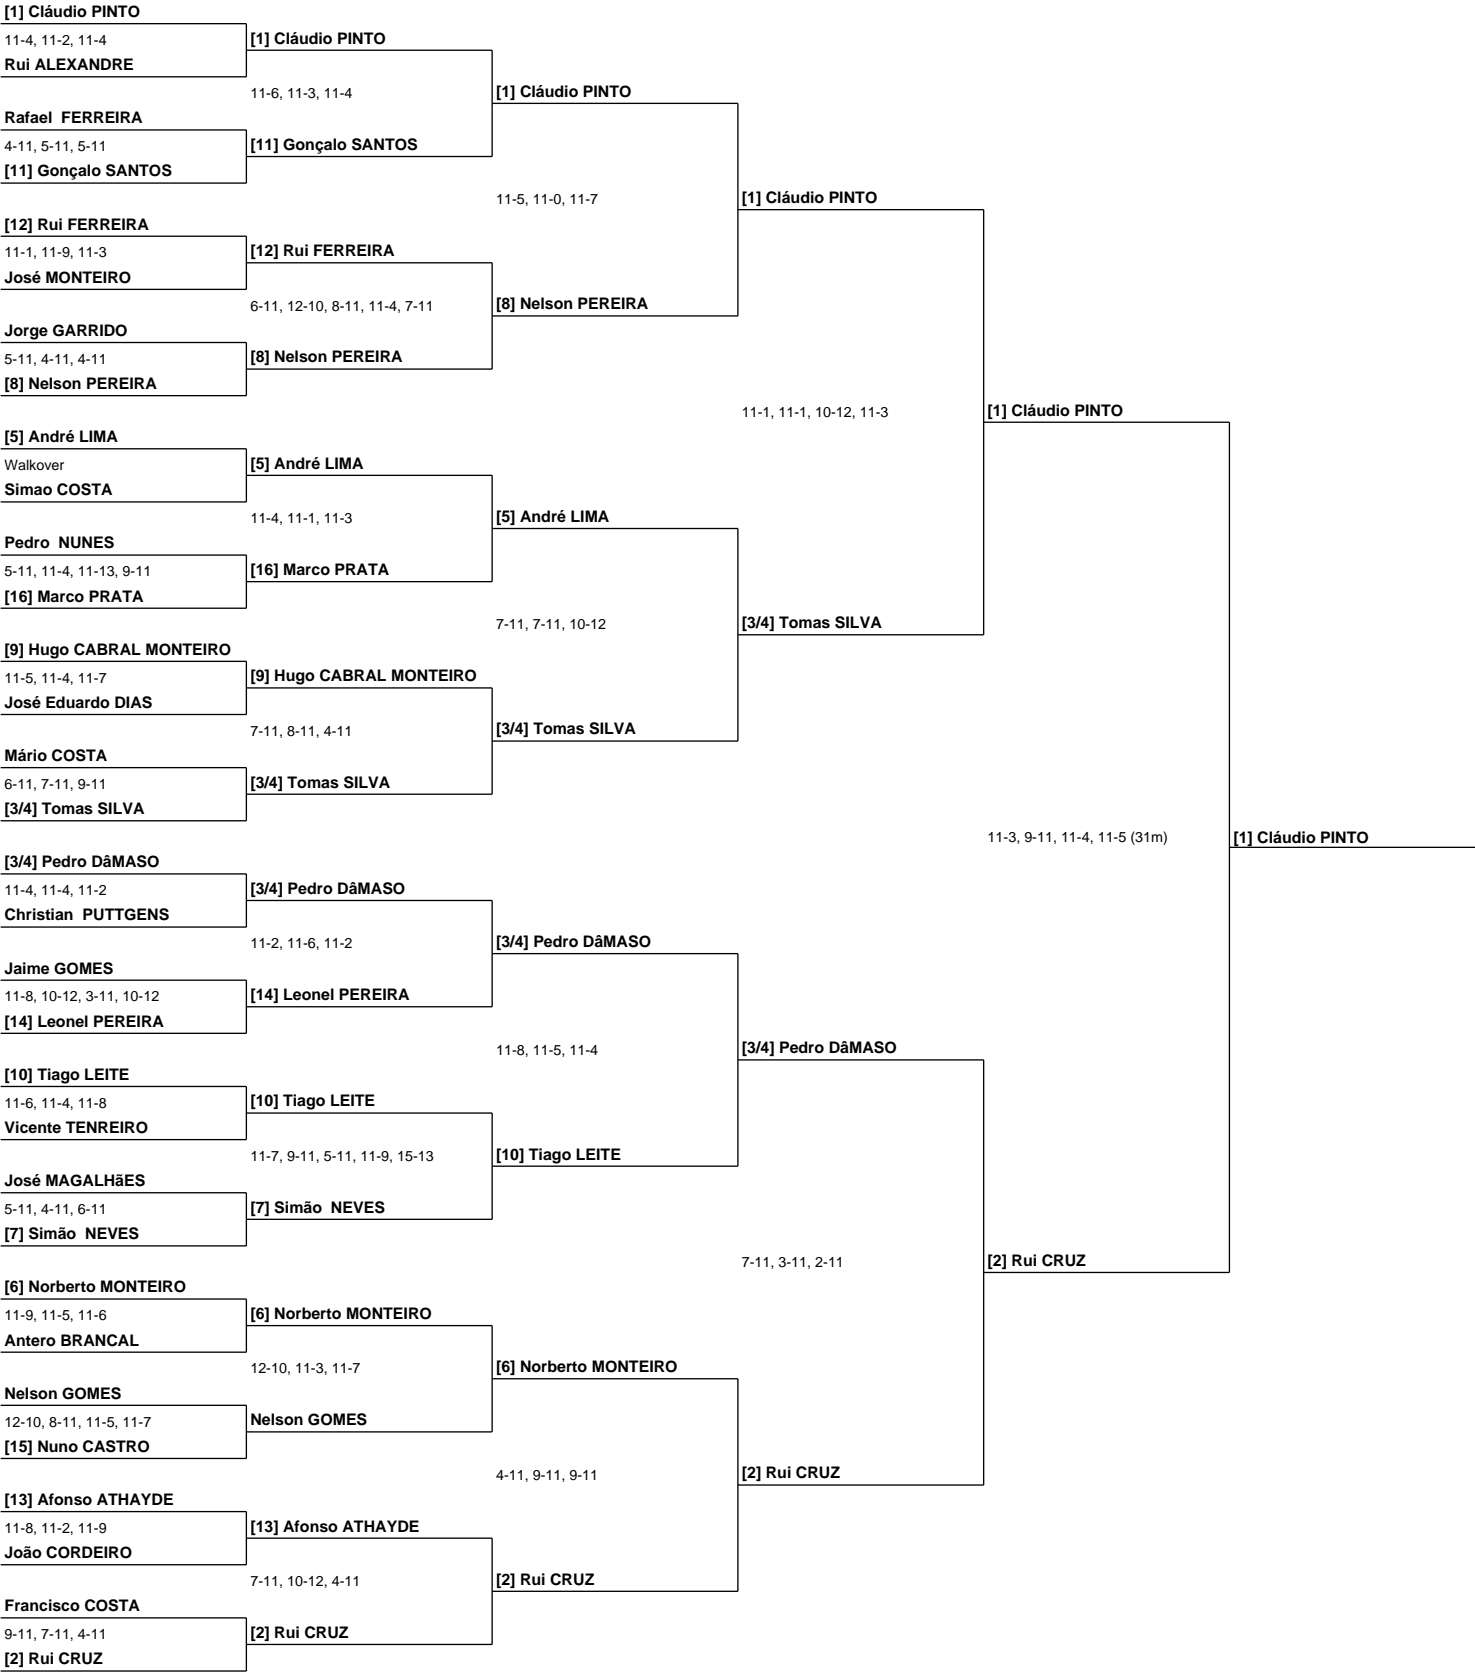 [1] Cláudio PINTO
11-4, 11-2, 11-4
Rui ALEXANDRE
Rafael  FERREIRA
4-11, 5-11, 5-11
[11] Gonçalo SANTOS
[12] Rui FERREIRA
11-1, 11-9, 11-3
José MONTEIRO
Jorge GARRIDO
5-11, 4-11, 4-11
[8] Nelson PEREIRA
[5] André LIMA
Walkover
Simao COSTA
Pedro  NUNES
5-11, 11-4, 11-13, 9-11
[16] Marco PRATA
[9] Hugo CABRAL MONTEIRO
11-5, 11-4, 11-7
José Eduardo DIAS
Mário COSTA
6-11, 7-11, 9-11
[3/4] Tomas SILVA
[3/4] Pedro DâMASO
11-4, 11-4, 11-2
Christian  PUTTGENS
Jaime GOMES
11-8, 10-12, 3-11, 10-12
[14] Leonel PEREIRA
[10] Tiago LEITE
11-6, 11-4, 11-8
Vicente TENREIRO
José MAGALHãES
5-11, 4-11, 6-11
[7] Simão  NEVES
[6] Norberto MONTEIRO
11-9, 11-5, 11-6
Antero BRANCAL
Nelson GOMES
12-10, 8-11, 11-5, 11-7
[15] Nuno CASTRO
[13] Afonso ATHAYDE
11-8, 11-2, 11-9
João CORDEIRO
Francisco COSTA
9-11, 7-11, 4-11
[2] Rui CRUZ
[1] Cláudio PINTO
11-6, 11-3, 11-4
[11] Gonçalo SANTOS
[12] Rui FERREIRA
6-11, 12-10, 8-11, 11-4, 7-11
[8] Nelson PEREIRA
[5] André LIMA
11-4, 11-1, 11-3
[16] Marco PRATA
[9] Hugo CABRAL MONTEIRO
7-11, 8-11, 4-11
[3/4] Tomas SILVA
[3/4] Pedro DâMASO
11-2, 11-6, 11-2
[14] Leonel PEREIRA
[10] Tiago LEITE
11-7, 9-11, 5-11, 11-9, 15-13
[7] Simão  NEVES
[6] Norberto MONTEIRO
12-10, 11-3, 11-7
Nelson GOMES
[13] Afonso ATHAYDE
7-11, 10-12, 4-11
[2] Rui CRUZ
[1] Cláudio PINTO
11-5, 11-0, 11-7
[8] Nelson PEREIRA
[5] André LIMA
7-11, 7-11, 10-12
[3/4] Tomas SILVA
[3/4] Pedro DâMASO
11-8, 11-5, 11-4
[10] Tiago LEITE
[6] Norberto MONTEIRO
4-11, 9-11, 9-11
[2] Rui CRUZ
[1] Cláudio PINTO
11-1, 11-1, 10-12, 11-3
[3/4] Tomas SILVA
[3/4] Pedro DâMASO
7-11, 3-11, 2-11
[2] Rui CRUZ
[1] Cláudio PINTO
11-3, 9-11, 11-4, 11-5 (31m)
[2] Rui CRUZ
[1] Cláudio PINTO